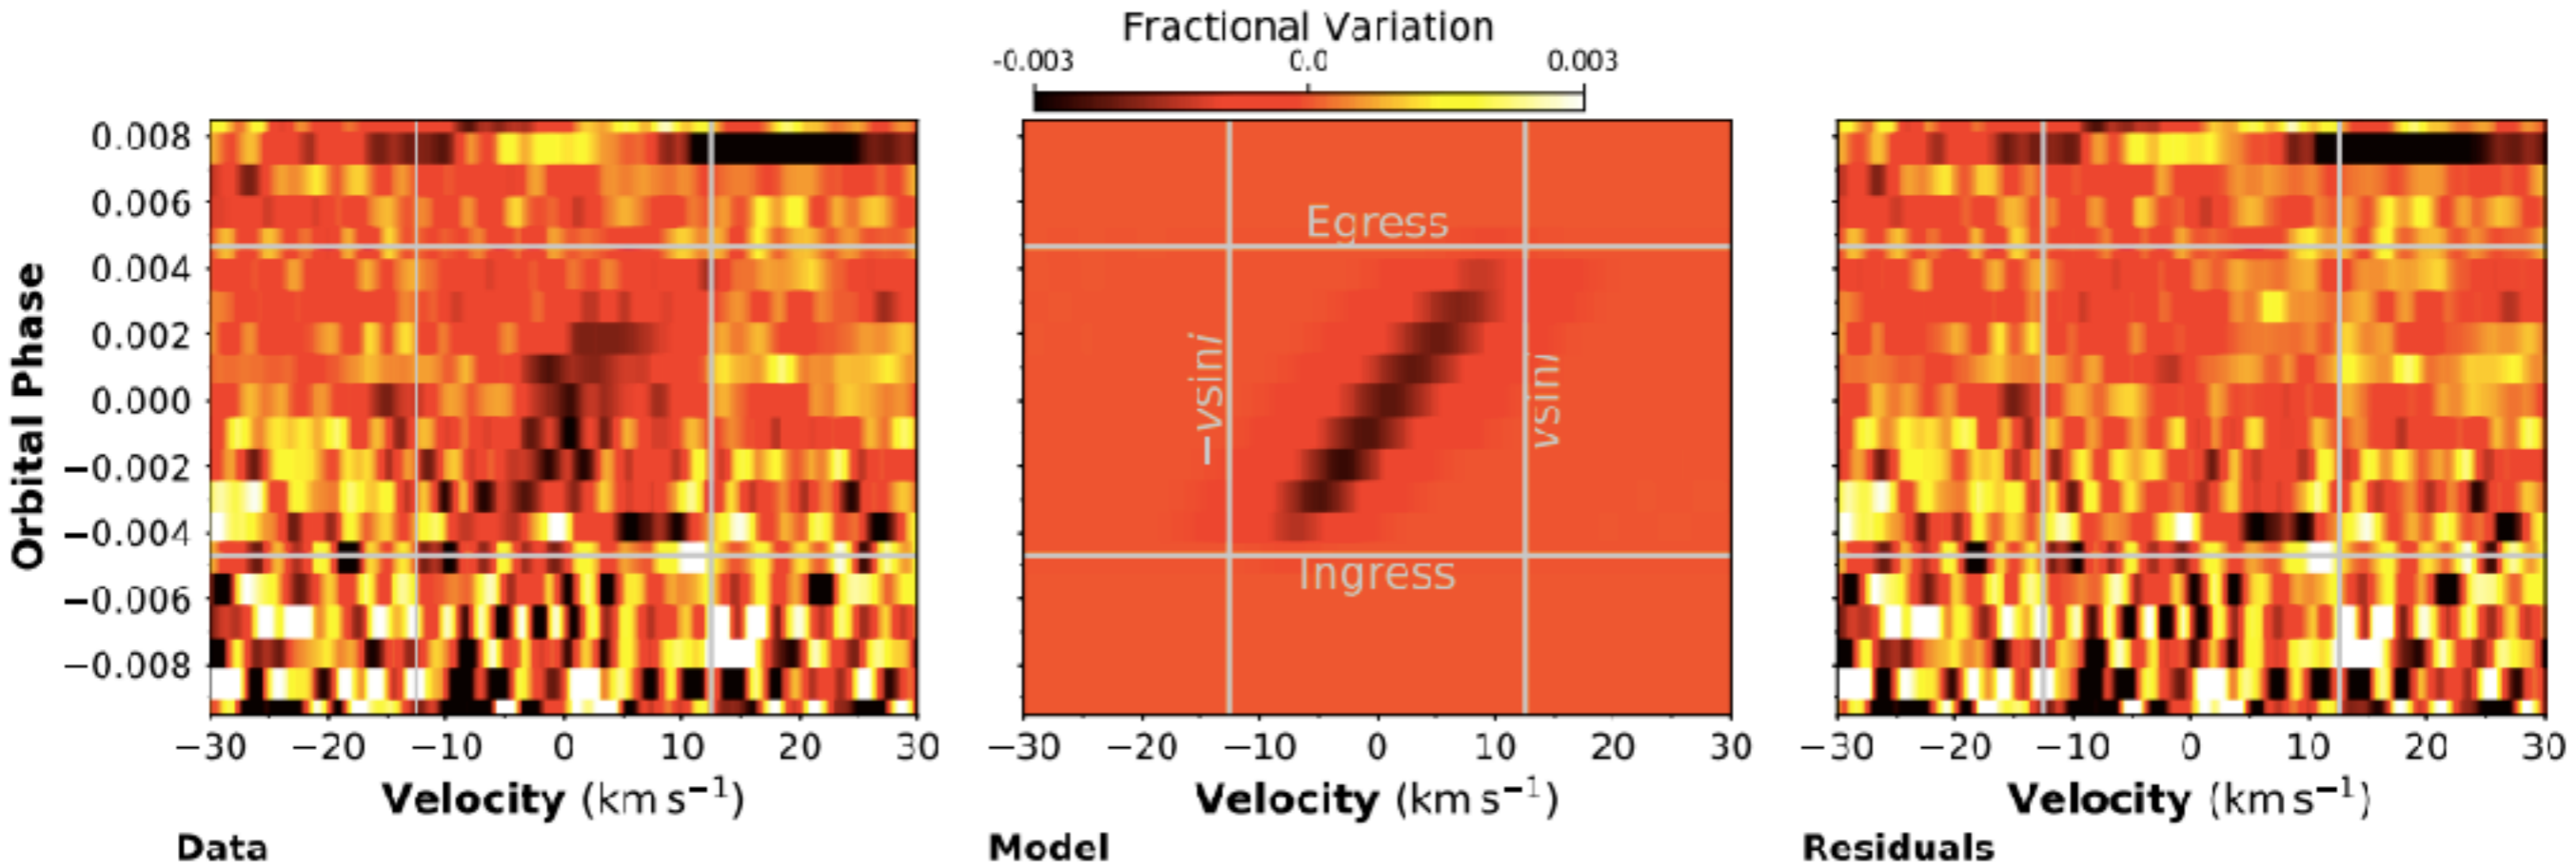 Fractional Variation
-0.003 0.0 0.003
Orbital Phase
0.008
0.006
0.004
0.002
0.000
−0.002
−0.004
−0.006
−0.008
−30 −20 −10 0 10 20 30
Velocity (km s⁻¹)
Data
Egress
−vsini
vsini
Ingress
−30 −20 −10 0 10 20 30
Velocity (km s⁻¹)
Model
−30 −20 −10 0 10 20 30
Velocity (km s⁻¹)
Residuals